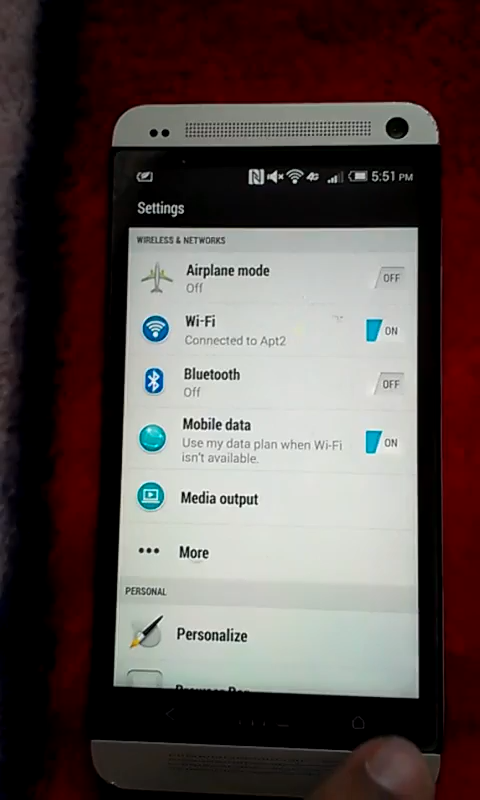 4G 5:51 PM
Settings
WIRELESS & NETWORKS
Airplane mode
Off
OFF
Wi-Fi
Connected to Apt2
ON
Bluetooth
Off
OFF
Mobile data
Use my data plan when Wi-Fi
isn't available.
ON
Media output
More
PERSONAL
Personalize